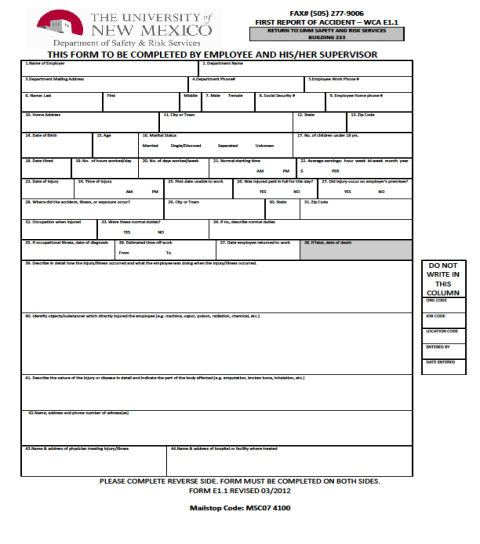 THE UNIVERSITY of
NEW MEXICO
Department of Safety & Risk Services
FAX# (505) 277-9006
FIRST REPORT OF ACCIDENT – WCA E1.1
RETURN TO:UNM SAFETY AND RISK SERVICES
BUILDING 233
THIS FORM TO BE COMPLETED BY EMPLOYEE AND HIS/HER SUPERVISOR
1.Name of Employer 2. Department Name
3.Department Mailing Address 4.Department Phone# 5.Employee Work Phone #
6. Name: Last First Middle 7. Male Female 8. Social Security # 9. Employee Home phone #
10. Home Address 11. City or Town 12. State 13. Zip Code
14. Date of Birth 15. Age 16. Marital Status 17. No. of children under 18 yrs.
Married Single/Divorced Separated Unknown
18. Date Hired 19. No. of hours worked/day 20. No. of days worked/week 21. Normal starting time 22. Average earnings: hour week bi-week month year
AM PM $ PER
23. Date of Injury 24. Time of Injury 25. First date unable to work 26. Was injured paid in full for this day? 27. Did injury occur on employer's premises?
AM PM YES NO YES NO
28. Where did the accident, illness, or exposure occur? 29. City or Town 30. State 31. Zip Code
32. Occupation when injured 33. Were these normal duties? 34. If no, describe normal duties
YES NO
35. If occupational illness, date of diagnosis 36. Estimated time off work 37. Date employee returned to work 38. If fatal, date of death
From To
39. Describe in detail how the injury/illness occurred and what the employee was doing when the injury/illness occurred.
DO NOT
WRITE IN
THIS
COLUMN
ORG CODE
JOB CODE
LOCATION CODE
ENTERED BY
DATE ENTERED
40. Identify objects/substances which directly injured the employee (e.g. machine, vapor, poison, radiation, chemical, etc.)
41. Describe the nature of the injury or disease in detail and indicate the part of the body affected (e.g. amputation, broken bone, inhalation, etc.)
42.Name, address and phone number of witness(es)
43.Name & address of physician treating injury/illness 44.Name & address of hospital or facility where treated
PLEASE COMPLETE REVERSE SIDE. FORM MUST BE COMPLETED ON BOTH SIDES.
FORM E1.1 REVISED 03/2012
Mailstop Code: MSC07 4100